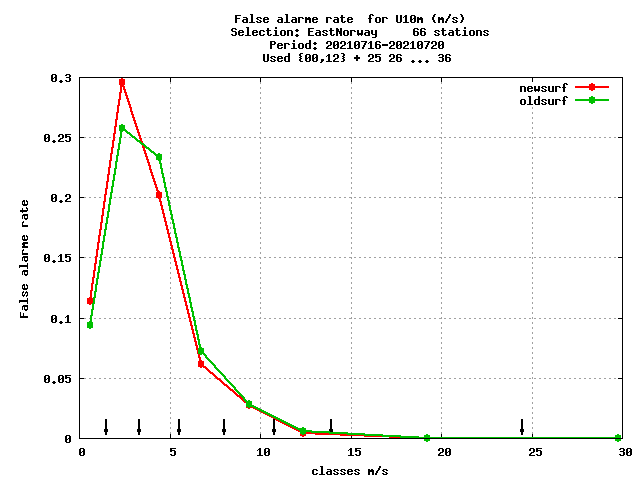 False alarme rate  for U10m (m/s)
Selection: EastNorway     66 stations
Period: 20210716-20210720
Used {00,12} + 25 26 ... 36
newsurf
oldsurf
0.3
0.25
0.2
0.15
0.1
0.05
0
False alarme rate
0 5 10 15 20 25 30
classes m/s